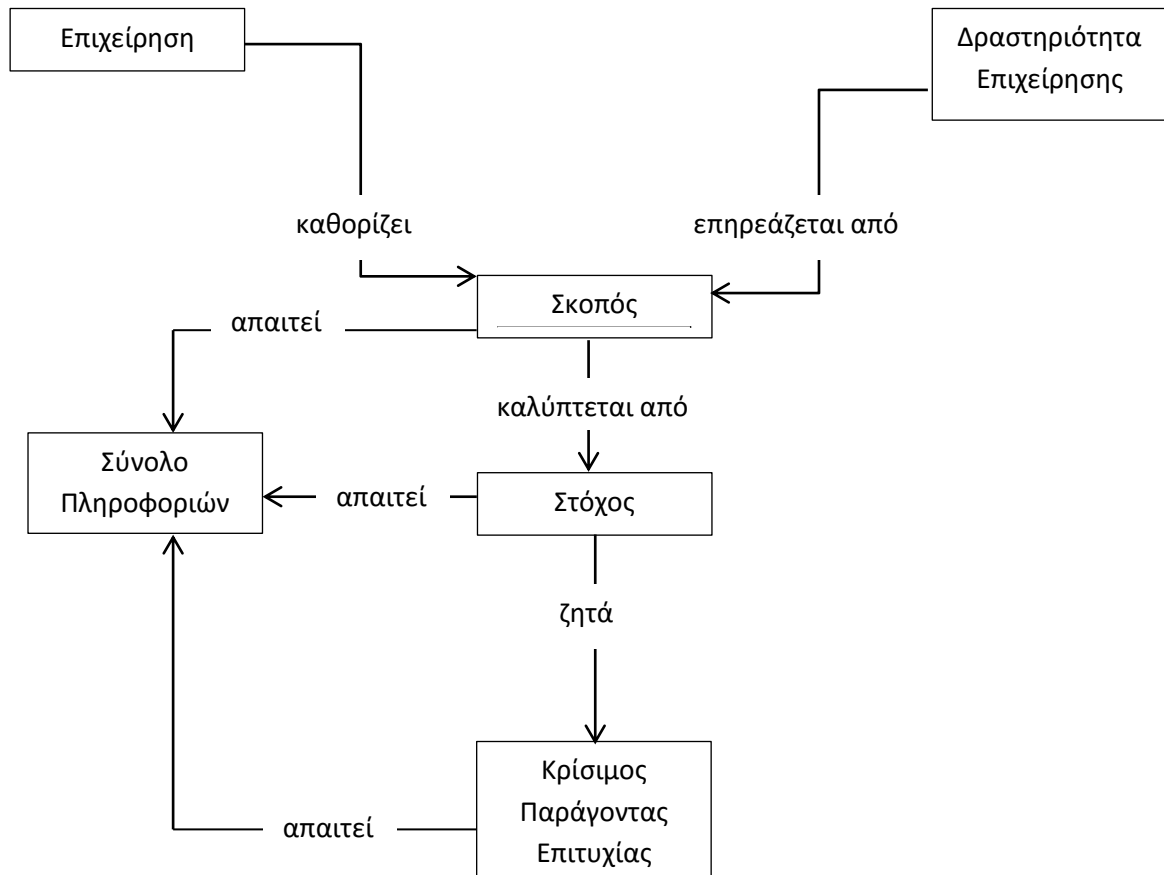 Επιχείρηση
Δραστηριότητα
Επιχείρησης
καθορίζει
επηρεάζεται από
Σκοπός
απαιτεί
καλύπτεται από
Σύνολο
Πληροφοριών
απαιτεί
Στόχος
ζητά
Κρίσιμος
Παράγοντας
Επιτυχίας
απαιτεί